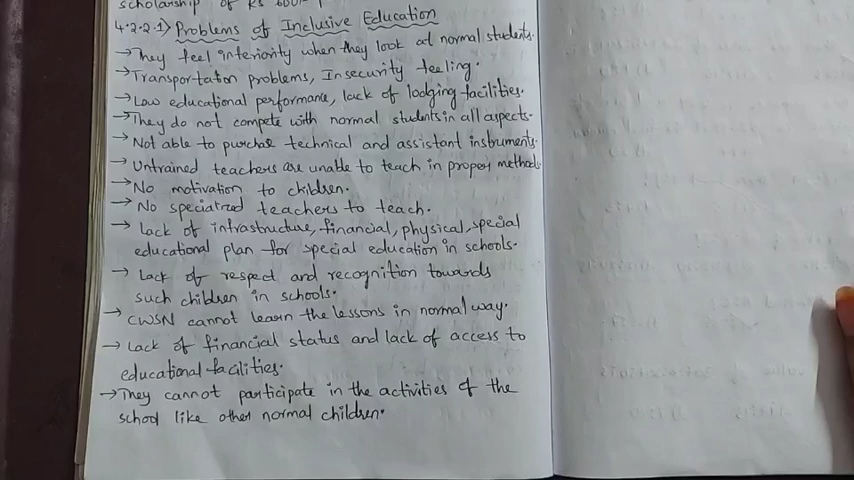 scholarship of Rs 600/-
4.2.2.1) Problems of Inclusive Education
→ They feel interiority when they look at normal students.
→ Transportation problems, Insecurity feeling.
→ Low educational performance, lack of lodging facilities.
→ They do not compete with normal students in all aspects.
→ Not able to purchase technical and assistant instruments.
→ Untrained teachers are unable to teach in proper methods.
→ No motivation to children.
→ No specialized teachers to teach.
→ Lack of infrastructure, financial, physical, special
educational plan for special education in schools.
→ Lack of respect and recognition towards
such children in schools.
→ CWSN cannot learn the lessons in normal way.
→ Lack of financial status and lack of access to
educational facilities.
→ They cannot participate in the activities of the
school like other normal children.